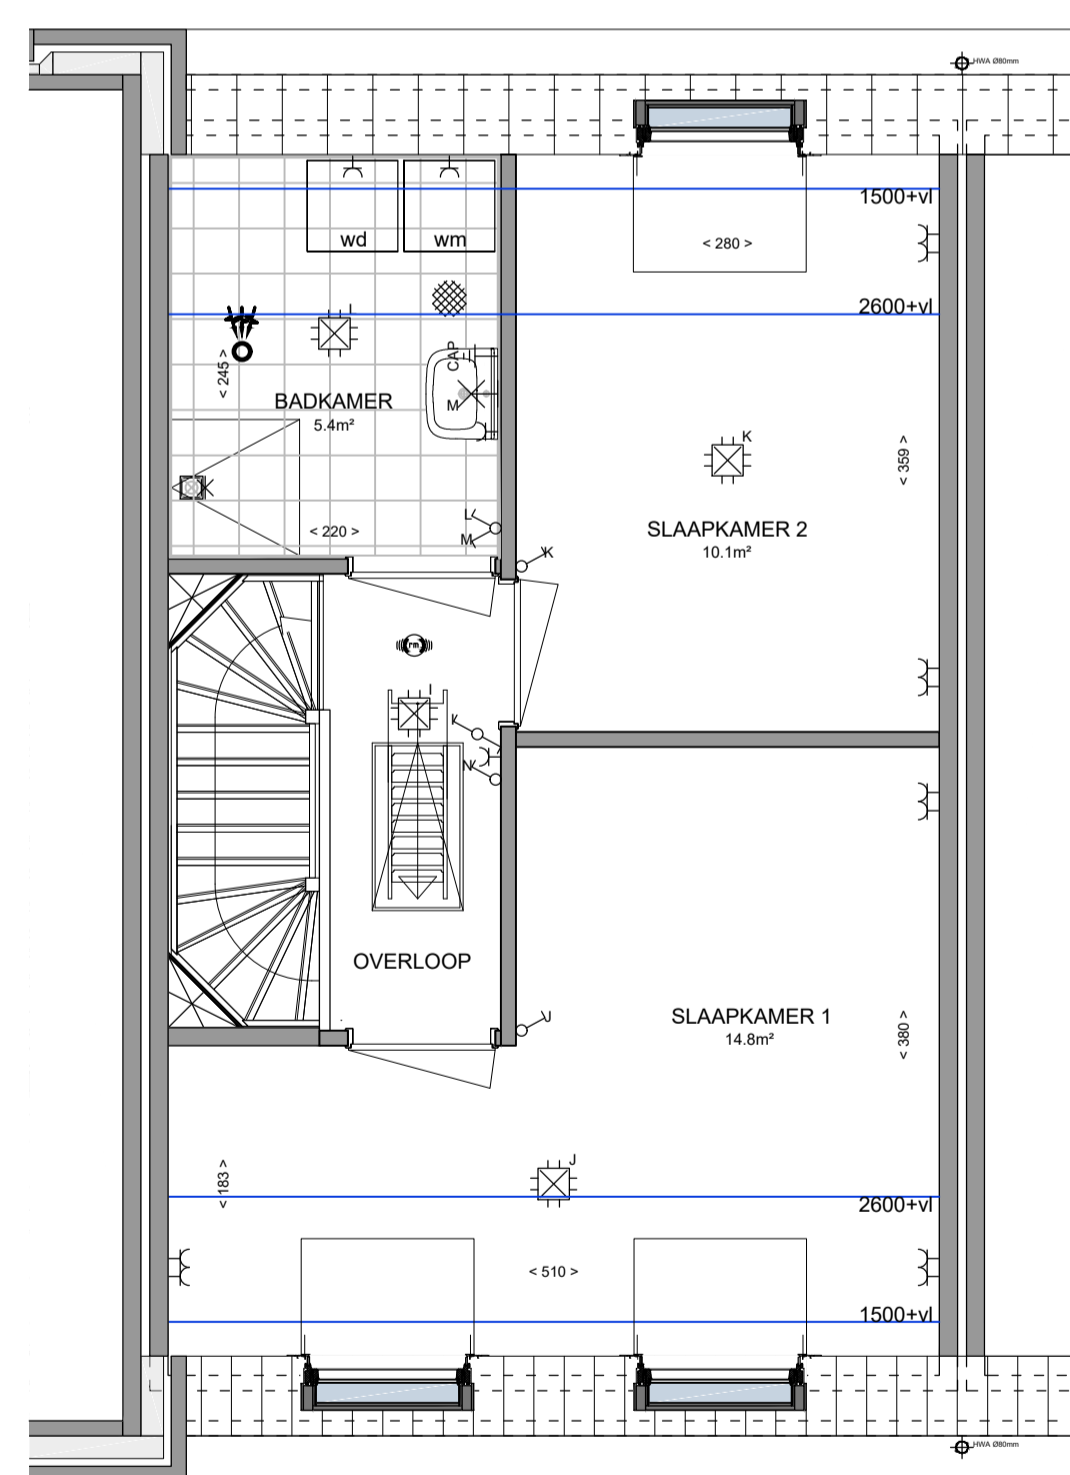 HWA Ø80mm
1500+vl
wd
wm
< 280 >
2600+vl
L
CAP
< 245 >
BADKAMER
5.4m²
M
K
< 359 >
K
L
M
< 220 >
SLAAPKAMER 2
10.1m²
K
rm
I
N
OVERLOOP
SLAAPKAMER 1
14.8m²
J
< 380 >
J
< 183 >
2600+vl
< 510 >
1500+vl
HWA Ø80mm